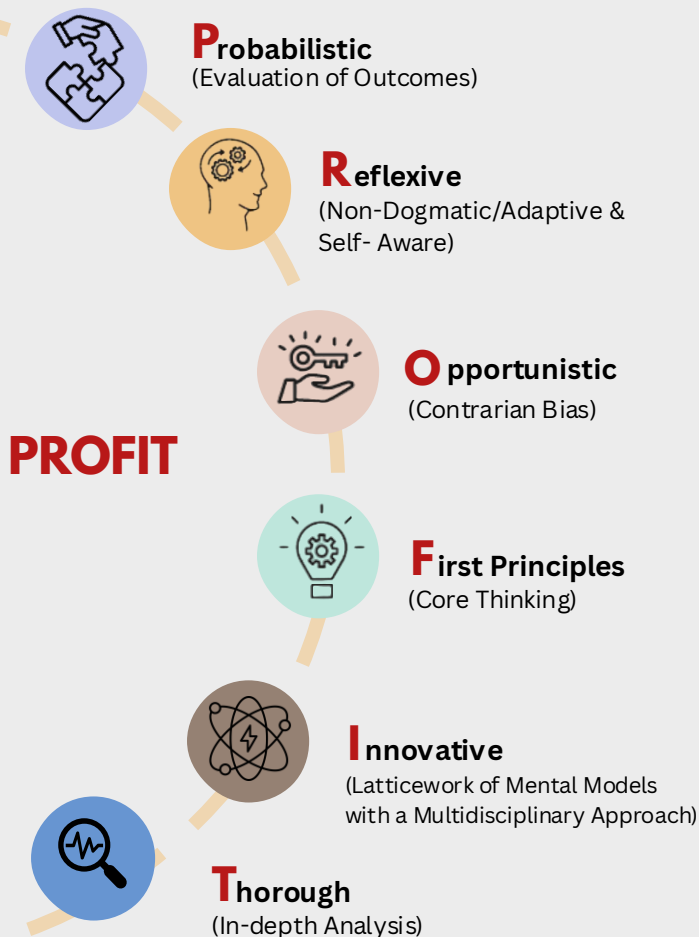 Probabilistic
(Evaluation of Outcomes)
Reflexive
(Non-Dogmatic/Adaptive &
Self- Aware)
Opportunistic
(Contrarian Bias)
PROFIT
First Principles
(Core Thinking)
Innovative
(Latticework of Mental Models
with a Multidisciplinary Approach)
Thorough
(In-depth Analysis)